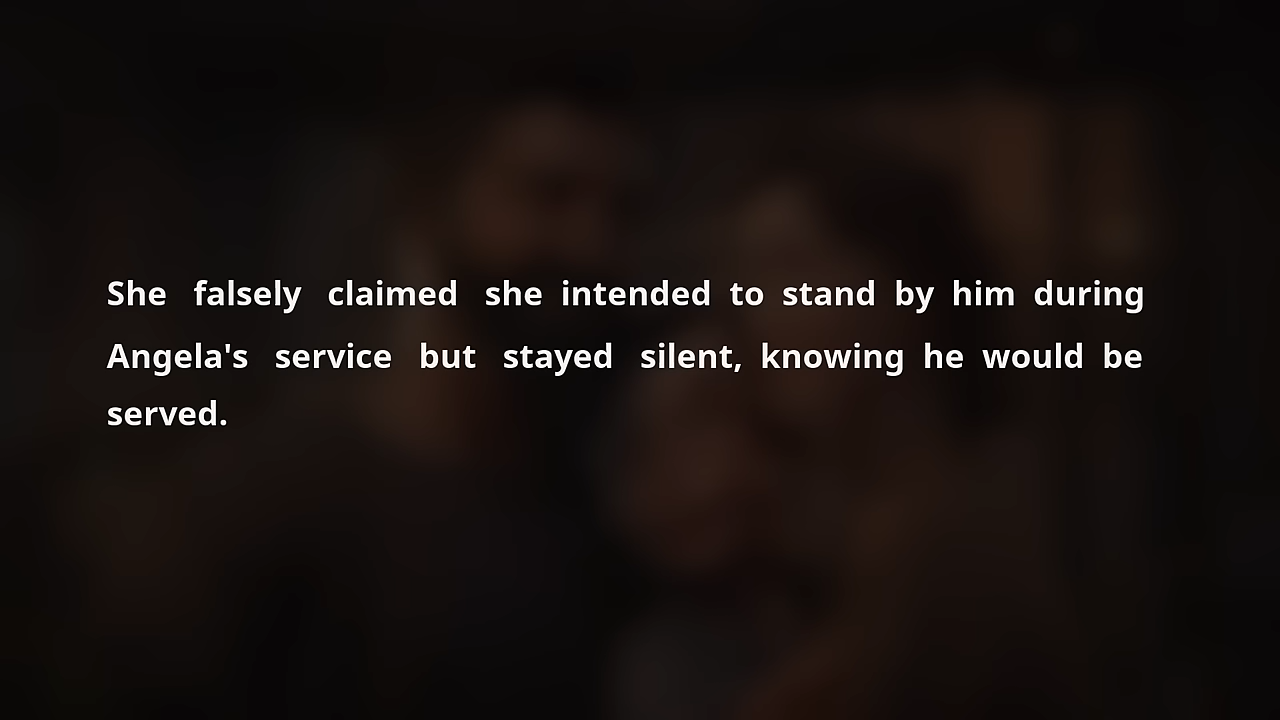 She falsely claimed she intended to stand by him during
Angela's service but stayed silent, knowing he would be
served.